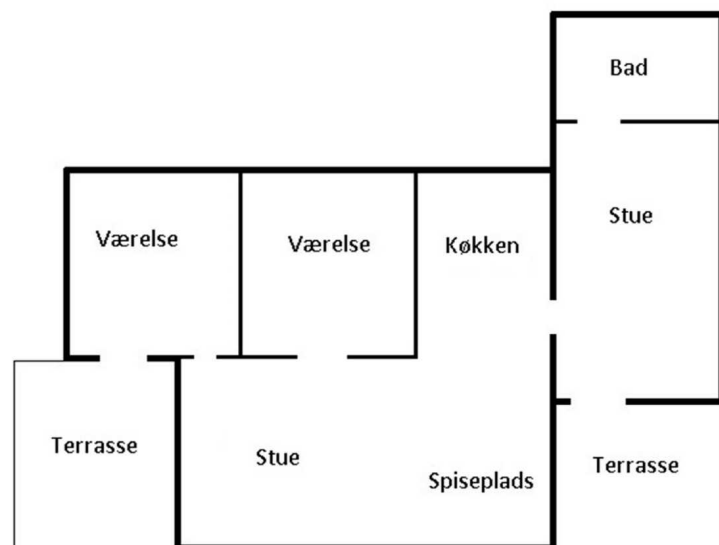 Bad
Stue
Værelse
Værelse
Køkken
Terrasse
Stue
Spiseplads
Terrasse